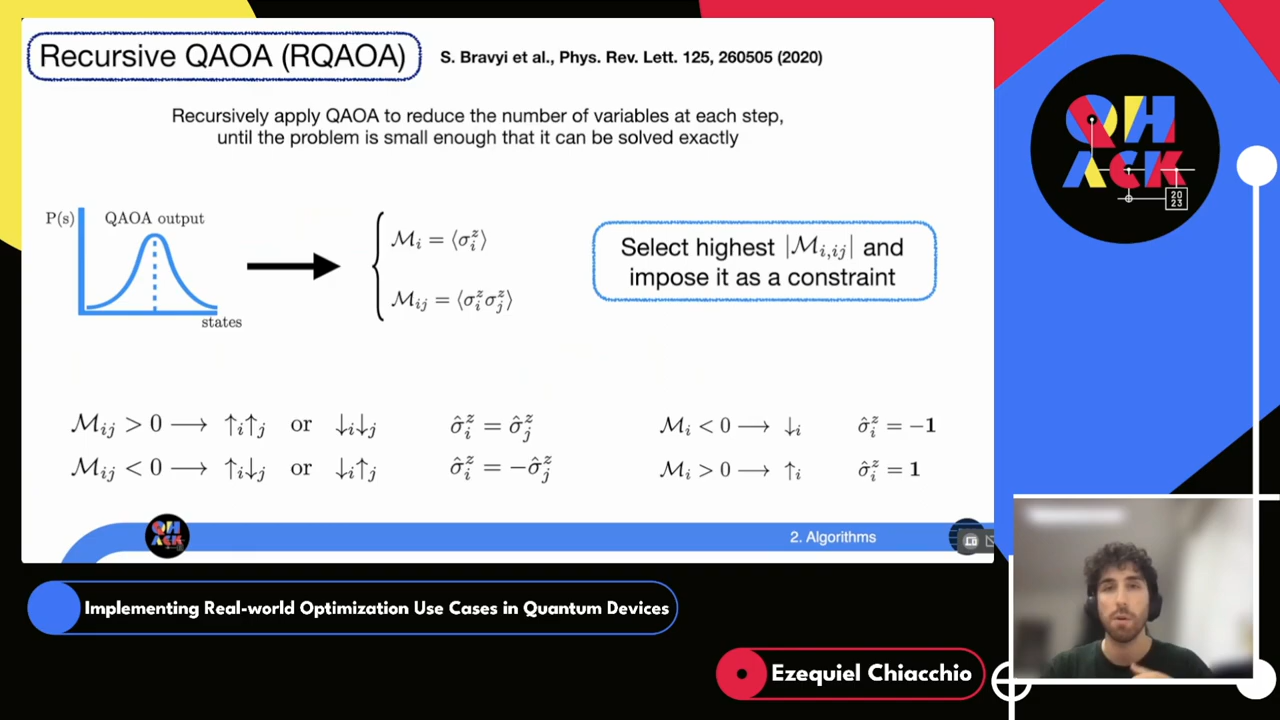 Recursive QAOA (RQAOA)
S. Bravyi et al., Phys. Rev. Lett. 125, 260505 (2020)
Recursively apply QAOA to reduce the number of variables at each step,
until the problem is small enough that it can be solved exactly
P(s)
QAOA output
states
ℳᵢ = ⟨σᵢᶻ⟩
ℳᵢⱼ = ⟨σᵢᶻσⱼᶻ⟩
Select highest |ℳᵢ,ᵢⱼ| and
impose it as a constraint
ℳᵢⱼ > 0 ⟶ ↑ᵢ↑ⱼ or ↓ᵢ↓ⱼ σ̂ᵢᶻ = σ̂ⱼᶻ
ℳᵢⱼ < 0 ⟶ ↑ᵢ↓ⱼ or ↓ᵢ↑ⱼ σ̂ᵢᶻ = −σ̂ⱼᶻ
ℳᵢ < 0 ⟶ ↓ᵢ σ̂ᵢᶻ = −1
ℳᵢ > 0 ⟶ ↑ᵢ σ̂ᵢᶻ = 1
QH
ACK
2. Algorithms
QH
ACK
20
23
Implementing Real-world Optimization Use Cases in Quantum Devices
Ezequiel Chiacchio